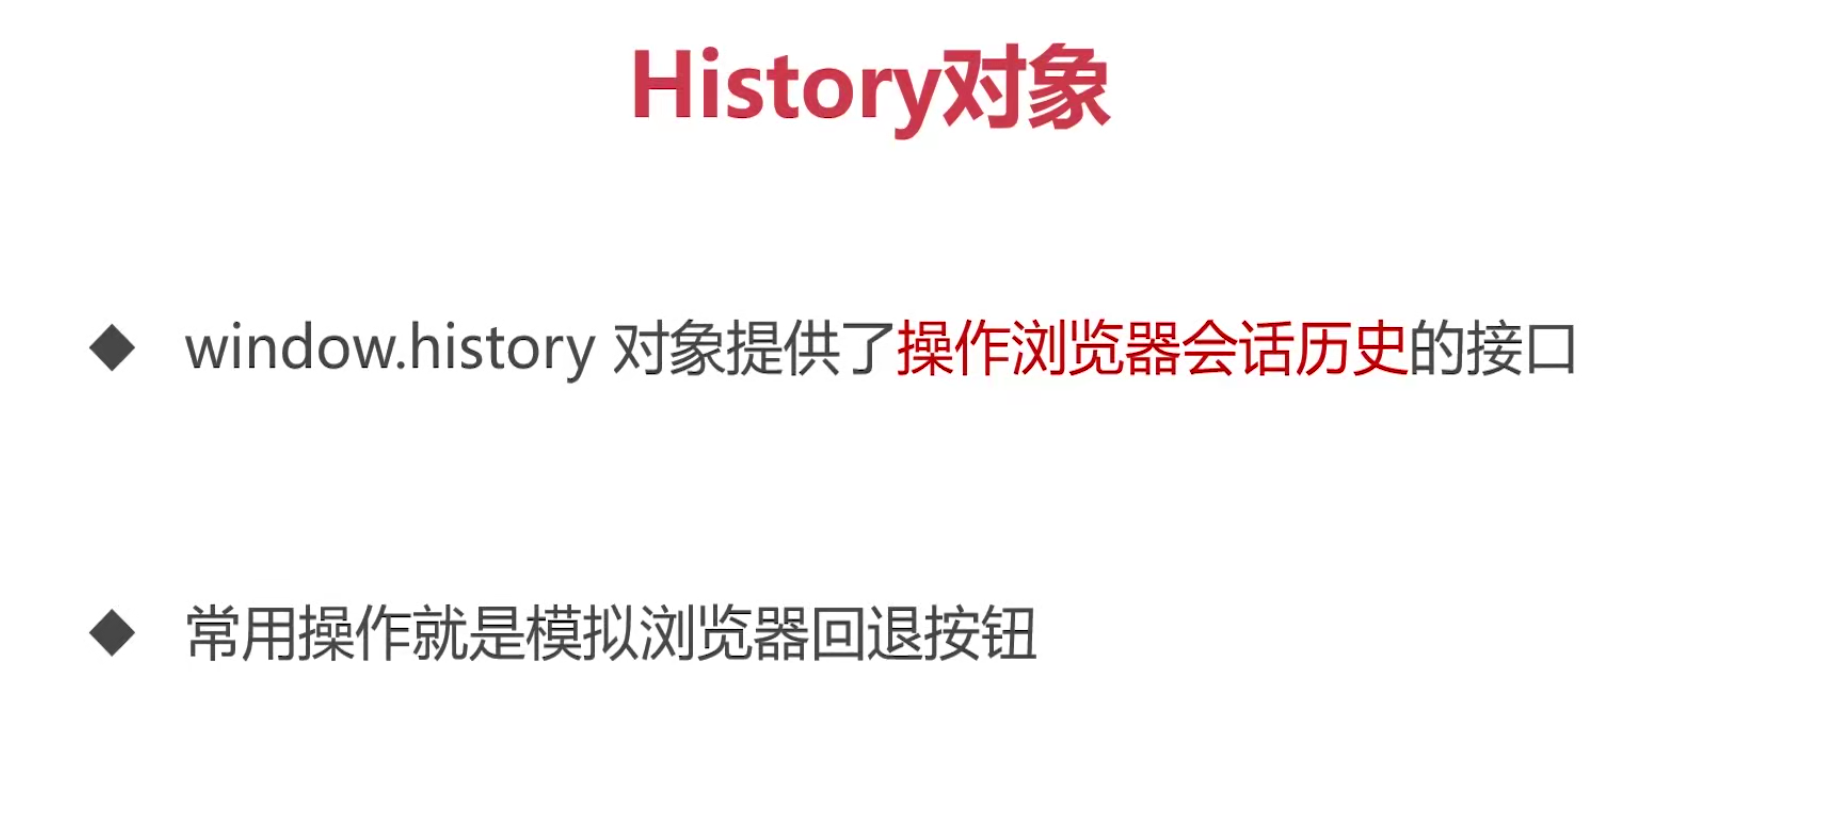 History对象
◆ window.history 对象提供了操作浏览器会话历史的接口
◆ 常用操作就是模拟浏览器回退按钮